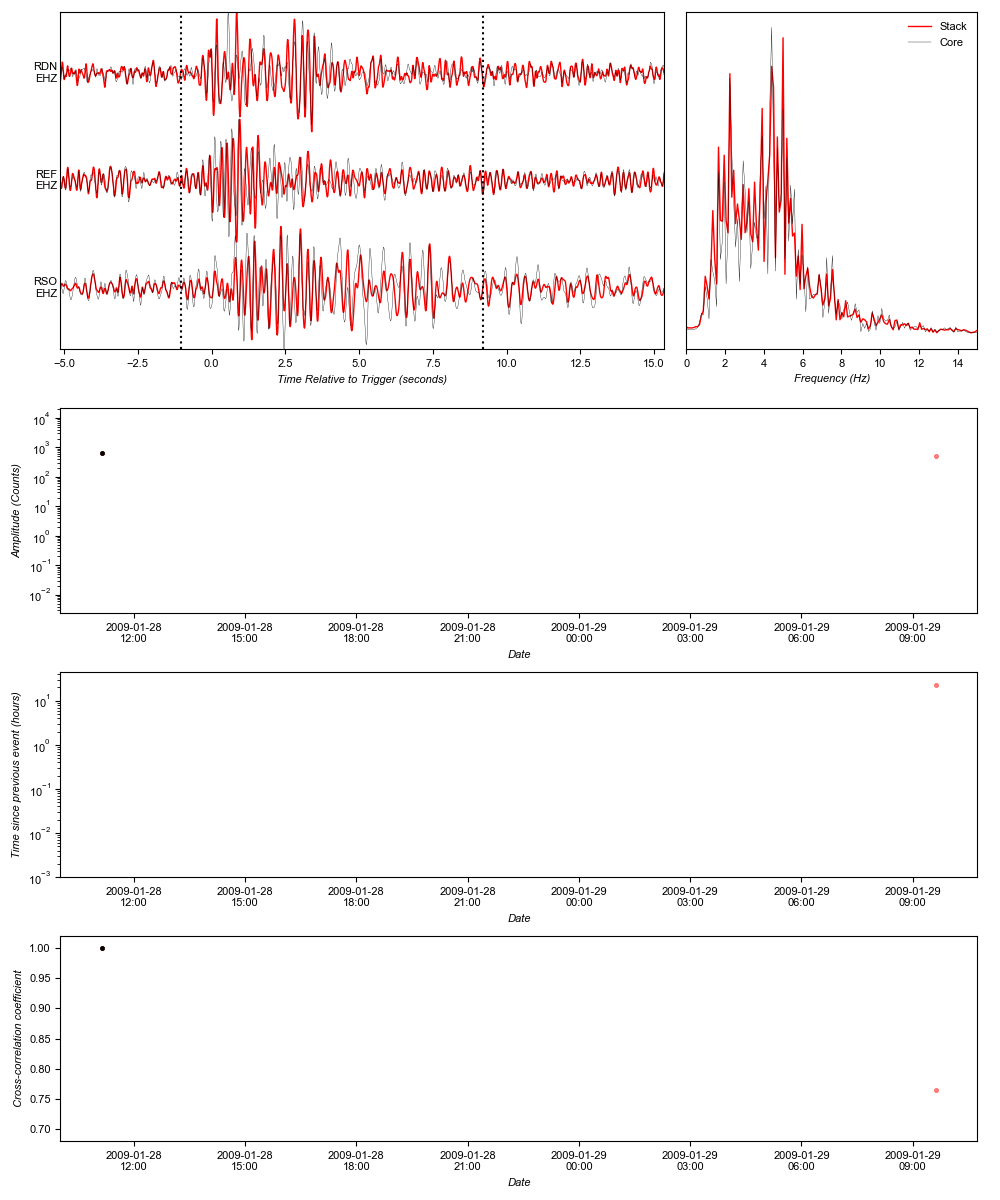 RDN
EHZ
REF
EHZ
RSO
EHZ
−5.0 −2.5 0.0 2.5 5.0 7.5 10.0 12.5 15.0
Time Relative to Trigger (seconds)
Stack
Core
0 2 4 6 8 10 12 14
Frequency (Hz)
10^4
10^3
10^2
10^1
10^0
10^−1
10^−2
Amplitude (Counts)
2009-01-28 2009-01-28 2009-01-28 2009-01-28 2009-01-29 2009-01-29 2009-01-29 2009-01-29
12:00 15:00 18:00 21:00 00:00 03:00 06:00 09:00
Date
10^1
10^0
10^−1
10^−2
10^−3
Time since previous event (hours)
2009-01-28 2009-01-28 2009-01-28 2009-01-28 2009-01-29 2009-01-29 2009-01-29 2009-01-29
12:00 15:00 18:00 21:00 00:00 03:00 06:00 09:00
Date
1.00
0.95
0.90
0.85
0.80
0.75
0.70
Cross-correlation coefficient
2009-01-28 2009-01-28 2009-01-28 2009-01-28 2009-01-29 2009-01-29 2009-01-29 2009-01-29
12:00 15:00 18:00 21:00 00:00 03:00 06:00 09:00
Date